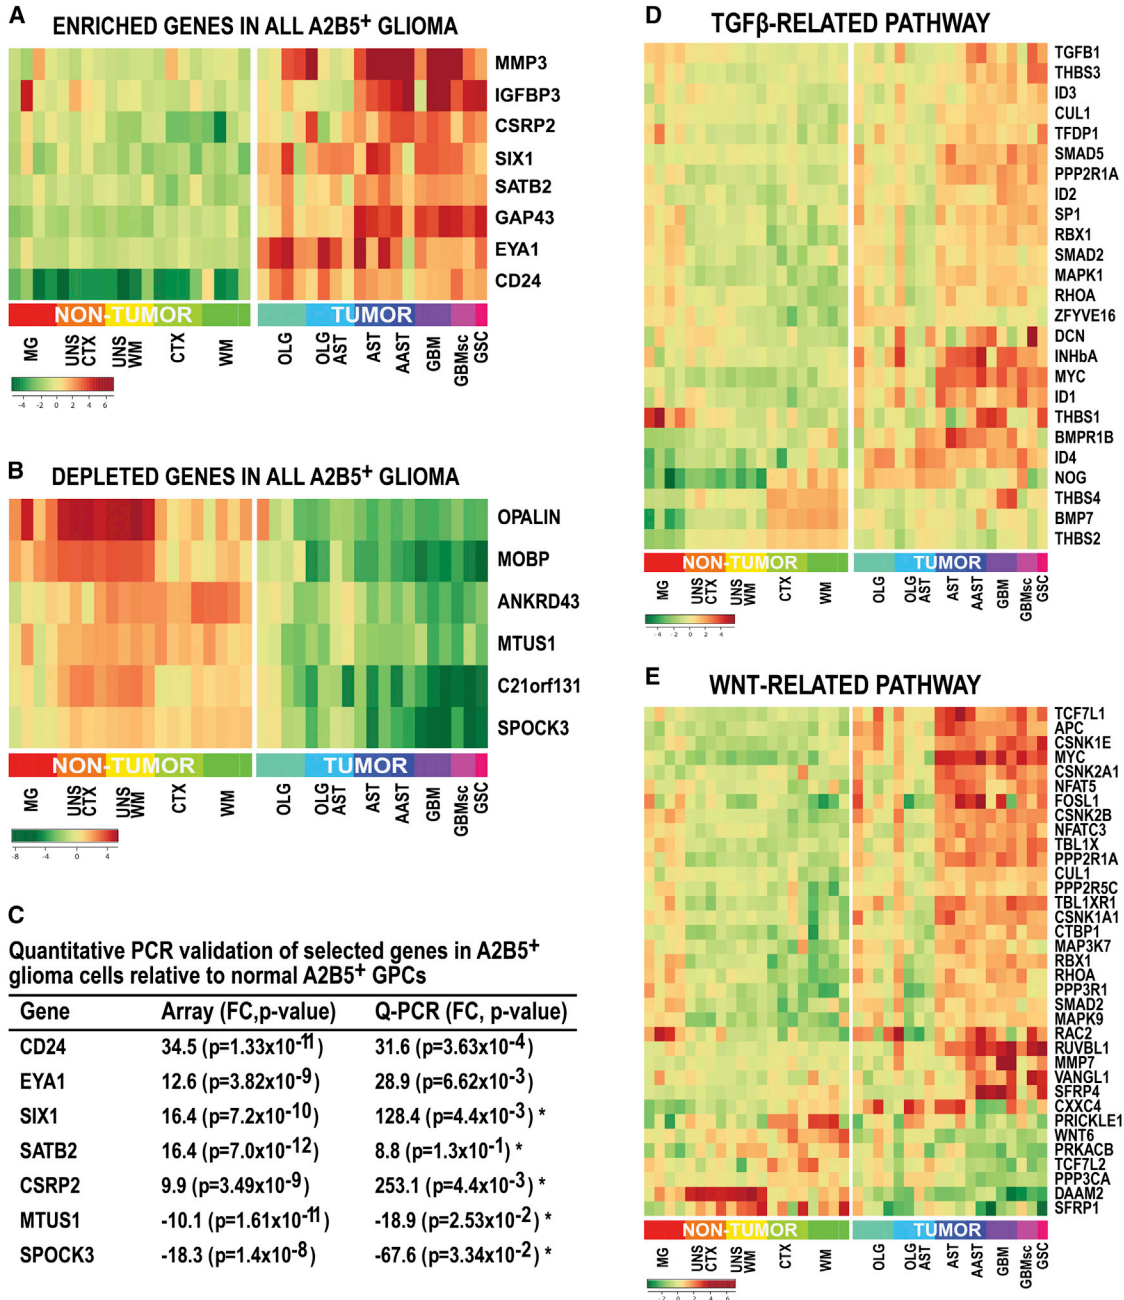 A
ENRICHED GENES IN ALL A2B5+ GLIOMA
MMP3
IGFBP3
CSRP2
SIX1
SATB2
GAP43
EYA1
CD24
NON-TUMOR
TUMOR
MG
UNS CTX
UNS WM
CTX
WM
OLG
OLG AST
AST
AAST
GBM
GBMsc
GSC
-4 -2 0 2 4 6
B
DEPLETED GENES IN ALL A2B5+ GLIOMA
OPALIN
MOBP
ANKRD43
MTUS1
C21orf131
SPOCK3
NON-TUMOR
TUMOR
MG
UNS CTX
UNS WM
CTX
WM
OLG
OLG AST
AST
AAST
GBM
GBMsc
GSC
-8 -4 0 4
C
Quantitative PCR validation of selected genes in A2B5+
glioma cells relative to normal A2B5+ GPCs
Gene Array (FC,p-value) Q-PCR (FC, p-value)
CD24 34.5 (p=1.33x10-11) 31.6 (p=3.63x10-4)
EYA1 12.6 (p=3.82x10-9) 28.9 (p=6.62x10-3)
SIX1 16.4 (p=7.2x10-10) 128.4 (p=4.4x10-3) *
SATB2 16.4 (p=7.0x10-12) 8.8 (p=1.3x10-1) *
CSRP2 9.9 (p=3.49x10-9) 253.1 (p=4.4x10-3) *
MTUS1 -10.1 (p=1.61x10-11) -18.9 (p=2.53x10-2) *
SPOCK3 -18.3 (p=1.4x10-8) -67.6 (p=3.34x10-2) *
D
TGFβ-RELATED PATHWAY
TGFB1
THBS3
ID3
CUL1
TFDP1
SMAD5
PPP2R1A
ID2
SP1
RBX1
SMAD2
MAPK1
RHOA
ZFYVE16
DCN
INHbA
MYC
ID1
THBS1
BMPR1B
ID4
NOG
THBS4
BMP7
THBS2
NON-TUMOR
TUMOR
MG
UNS CTX
UNS WM
CTX
WM
OLG
OLG AST
AST
AAST
GBM
GBMsc
GSC
-4 -2 0 2 4
E
WNT-RELATED PATHWAY
TCF7L1
APC
CSNK1E
MYC
CSNK2A1
NFAT5
FOSL1
CSNK2B
NFATC3
TBL1X
PPP2R1A
CUL1
PPP2R5C
TBL1XR1
CSNK1A1
CTBP1
MAP3K7
RBX1
RHOA
PPP3R1
SMAD2
MAPK9
RAC2
RUVBL1
MMP7
VANGL1
SFRP4
CXXC4
PRICKLE1
WNT6
PRKACB
TCF7L2
PPP3CA
DAAM2
SFRP1
NON-TUMOR
TUMOR
MG
UNS CTX
UNS WM
CTX
WM
OLG
OLG AST
AST
AAST
GBM
GBMsc
GSC
-2 0 2 4 6